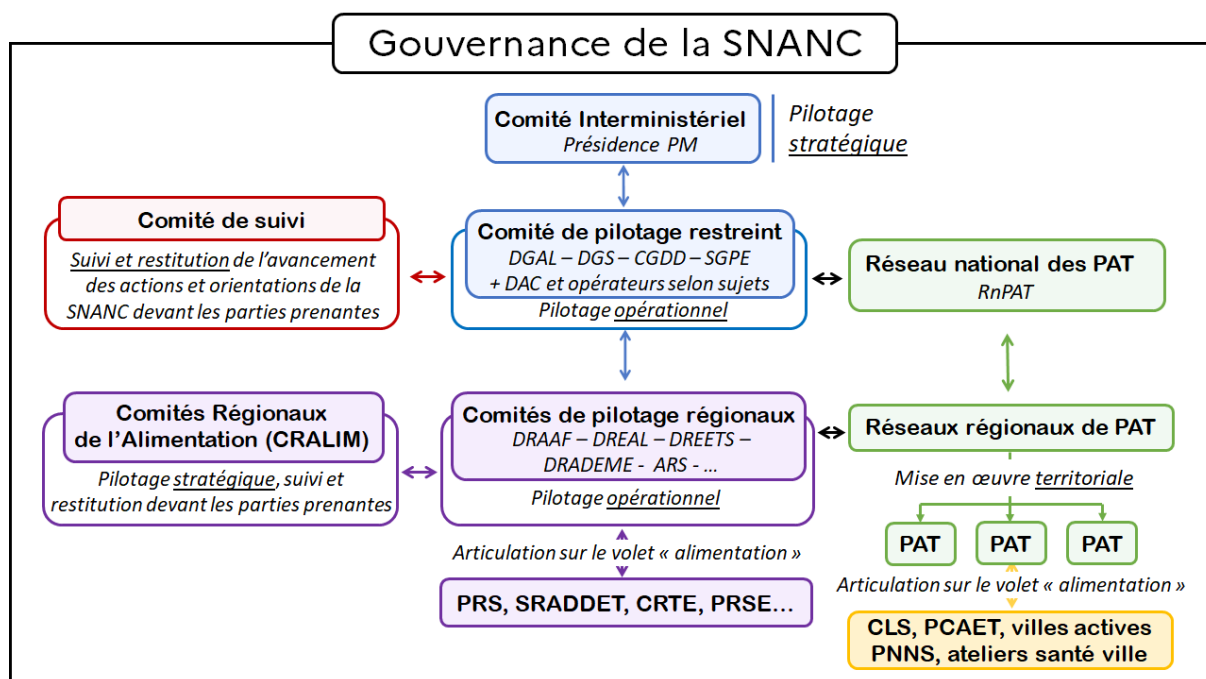 Gouvernance de la SNANC
Comité Interministériel
Présidence PM
Pilotage
stratégique
Comité de suivi
Suivi et restitution de l'avancement
des actions et orientations de la
SNANC devant les parties prenantes
Comité de pilotage restreint
DGAL – DGS – CGDD – SGPE
+ DAC et opérateurs selon sujets
Pilotage opérationnel
Réseau national des PAT
RnPAT
Comités Régionaux
de l'Alimentation (CRALIM)
Pilotage stratégique, suivi et
restitution devant les parties prenantes
Comités de pilotage régionaux
DRAAF – DREAL – DREETS –
DRADEME - ARS - ...
Pilotage opérationnel
Réseaux régionaux de PAT
Mise en œuvre territoriale
PAT
PAT
PAT
Articulation sur le volet « alimentation »
PRS, SRADDET, CRTE, PRSE...
Articulation sur le volet « alimentation »
CLS, PCAET, villes actives
PNNS, ateliers santé ville